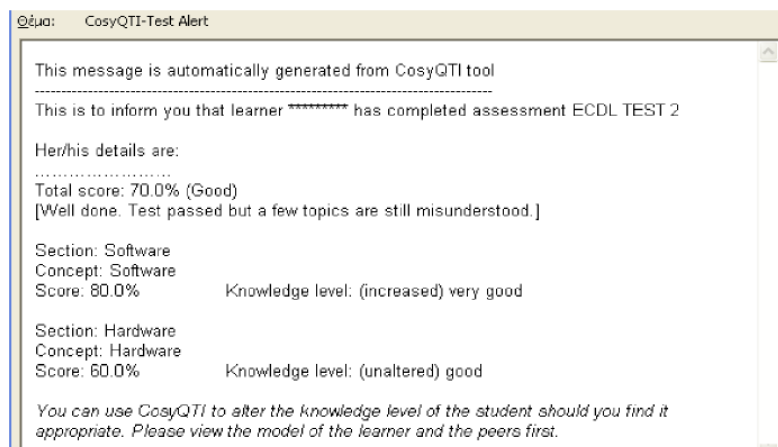 Θέμα: CosyQTI-Test Alert
This message is automatically generated from CosyQTI tool
--------------------------------------------------------------------------------
This is to inform you that learner ********* has completed assessment ECDL TEST 2
Her/his details are:
........................
Total score: 70.0% (Good)
[Well done. Test passed but a few topics are still misunderstood.]
Section: Software
Concept: Software
Score: 80.0% Knowledge level: (increased) very good
Section: Hardware
Concept: Hardware
Score: 60.0% Knowledge level: (unaltered) good
You can use CosyQTI to alter the knowledge level of the student should you find it
appropriate. Please view the model of the learner and the peers first.